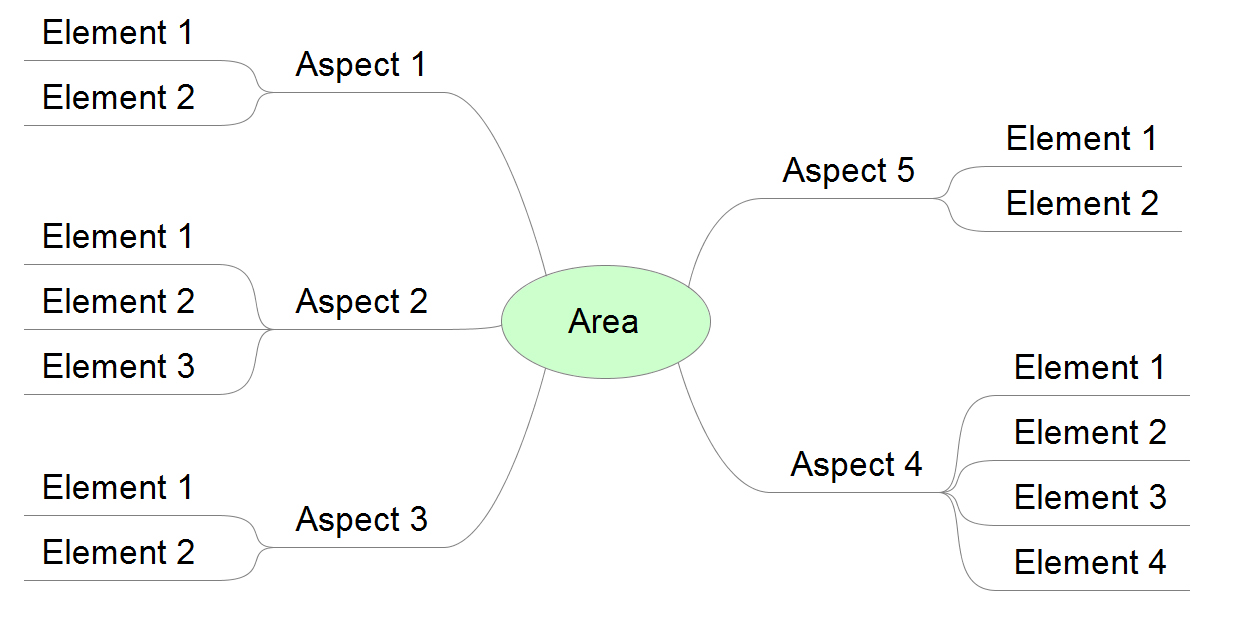 Element 1
Element 2
Aspect 1
Element 1
Element 2
Element 3
Aspect 2
Element 1
Element 2
Aspect 3
Area
Aspect 5
Element 1
Element 2
Aspect 4
Element 1
Element 2
Element 3
Element 4